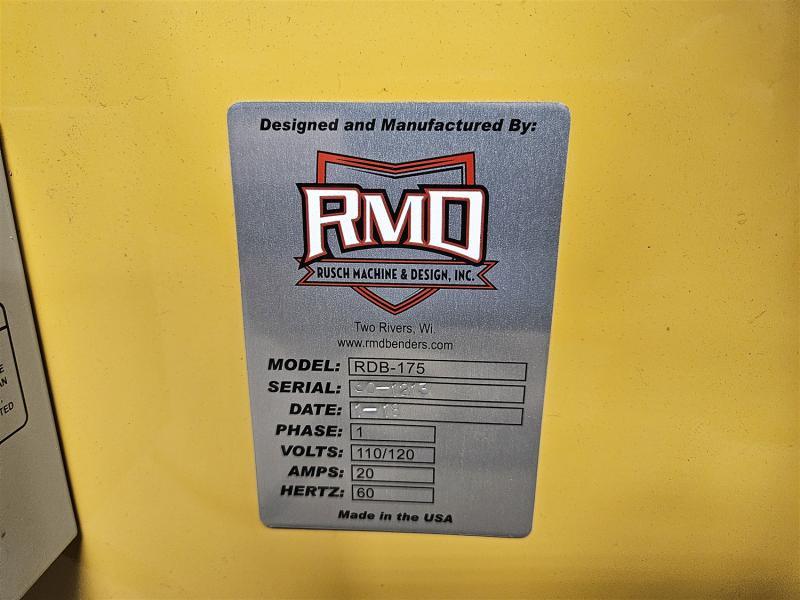 Designed and Manufactured By:
RMD
RUSCH MACHINE & DESIGN, INC.
Two Rivers, Wi.
www.rmdbenders.com
MODEL: RDB-175
SERIAL:
DATE:
PHASE: 1
VOLTS: 110/120
AMPS: 20
HERTZ: 60
Made in the USA